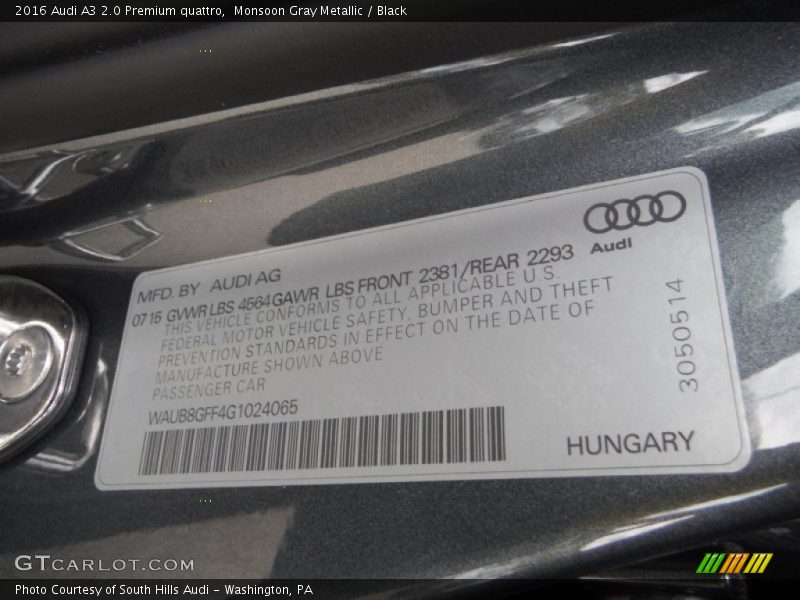 2016 Audi A3 2.0 Premium quattro,  Monsoon Gray Metallic / Black
Audi
MFD. BY AUDI AG
0715 GVWR LBS 4564 GAWR LBS FRONT 2381/REAR 2293
THIS VEHICLE CONFORMS TO ALL APPLICABLE U.S.
FEDERAL MOTOR VEHICLE SAFETY, BUMPER AND THEFT
PREVENTION STANDARDS IN EFFECT ON THE DATE OF
MANUFACTURE SHOWN ABOVE
PASSENGER CAR
WAUB8GFF4G1024065
3050514
HUNGARY
GTCARLOT.COM
Photo Courtesy of South Hills Audi - Washington, PA